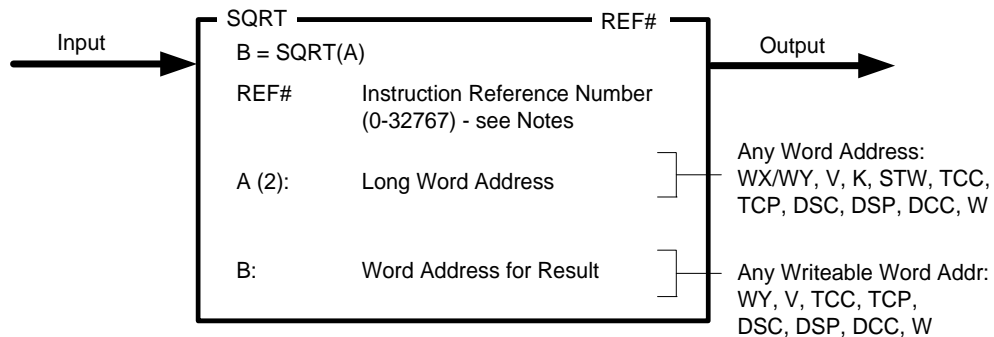 SQRT REF#
Input
B = SQRT(A)
Output
REF# Instruction Reference Number
(0-32767) - see Notes
A (2): Long Word Address
Any Word Address:
WX/WY, V, K, STW, TCC,
TCP, DSC, DSP, DCC, W
B: Word Address for Result
Any Writeable Word Addr:
WY, V, TCC, TCP,
DSC, DSP, DCC, W